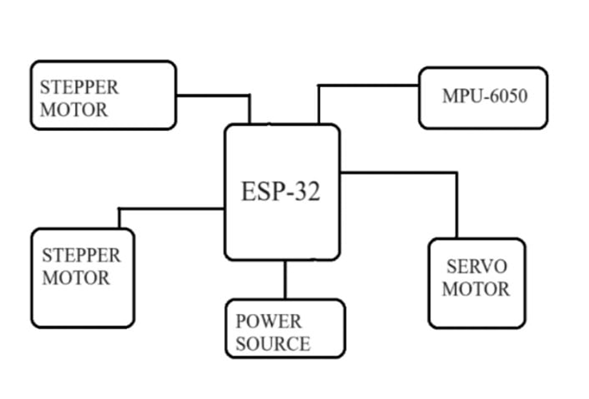 STEPPER
MOTOR
MPU-6050
ESP-32
STEPPER
MOTOR
SERVO
MOTOR
POWER
SOURCE